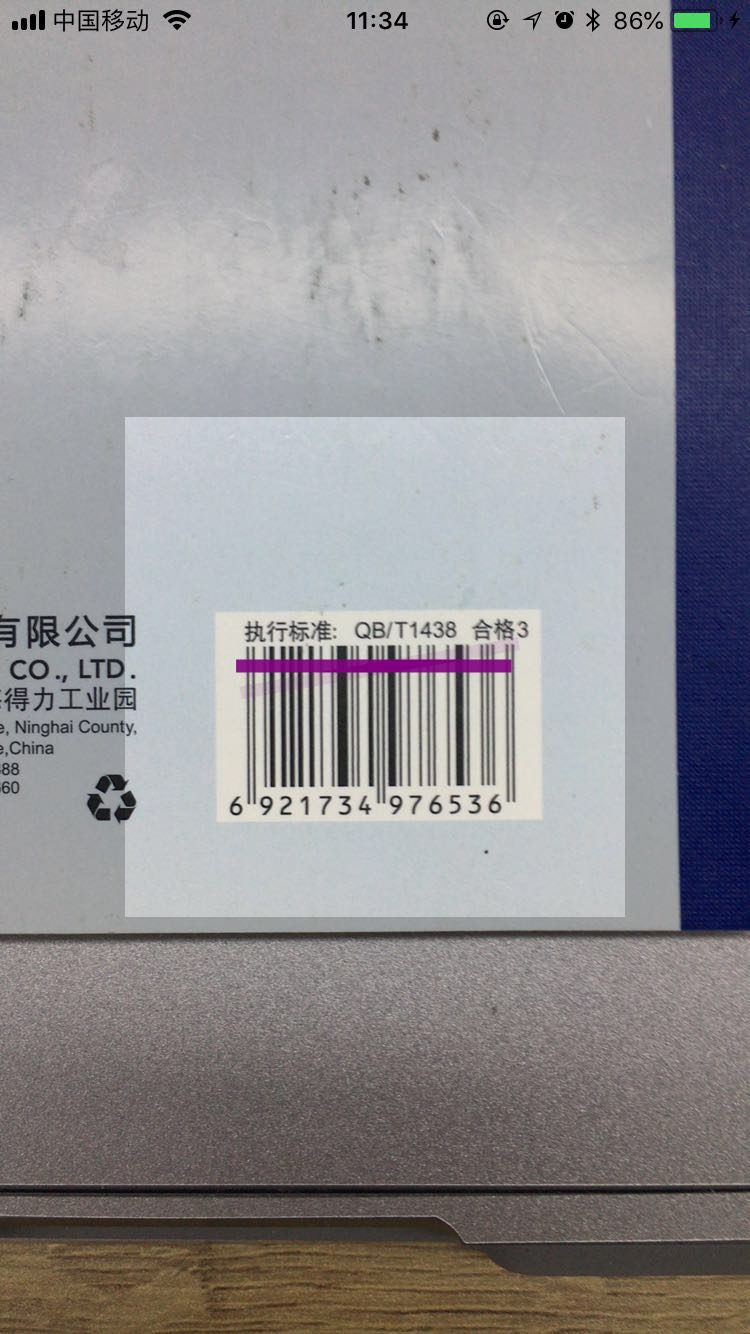 中国移动 11:34 86%
执行标准: QB/T1438 合格3
6 921734 976536
有限公司
CO., LTD.
得力工业园
, Ninghai County,
,China
88
60